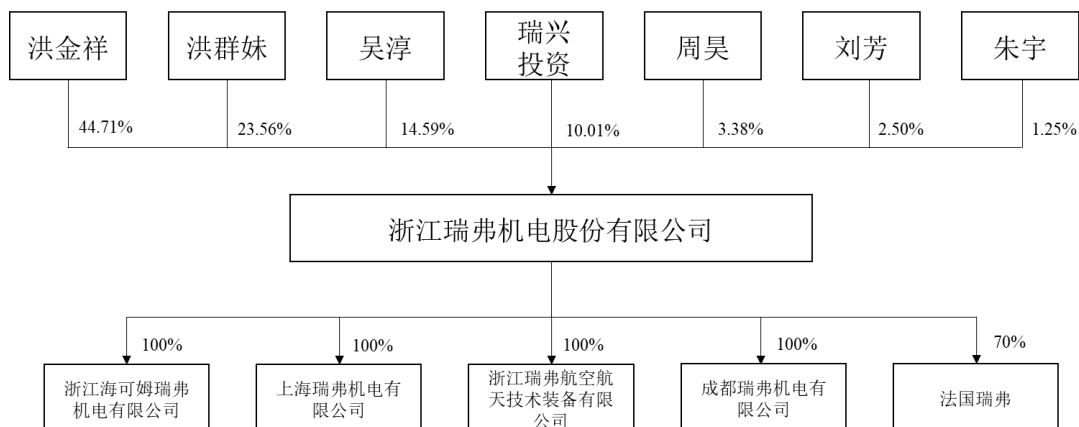 洪金祥
洪群妹
吴淳
瑞兴
投资
周昊
刘芳
朱宇
44.71%
23.56%
14.59%
10.01%
3.38%
2.50%
1.25%
浙江瑞弗机电股份有限公司
100%
100%
100%
100%
70%
浙江海可姆瑞弗
机电有限公司
上海瑞弗机电有
限公司
浙江瑞弗航空航
天技术装备有限
公司
成都瑞弗机电有
限公司
法国瑞弗